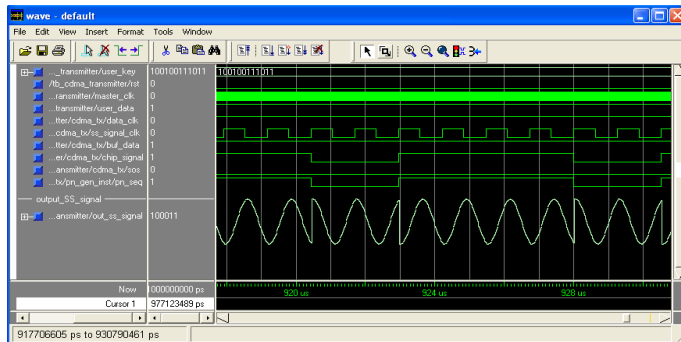 wave - default
File Edit View Insert Format Tools Window
..._transmitter/user_key 100100111011 100100111011
/tb_cdma_transmitter/rst 0
...ransmitter/master_clk 0
...transmitter/user_data 1
...tter/cdma_tx/data_clk 0
...cdma_tx/ss_signal_clk 0
...tter/cdma_tx/buf_data 1
...er/cdma_tx/chip_signal 1
...ansmitter/cdma_tx/sos 0
...tx/pn_gen_inst/pn_seq 1
output_SS_signal
...ansmitter/out_ss_signal 100011
Now 1000000000 ps 920 us 924 us 928 us
Cursor 1 977123489 ps
917706605 ps to 930790461 ps